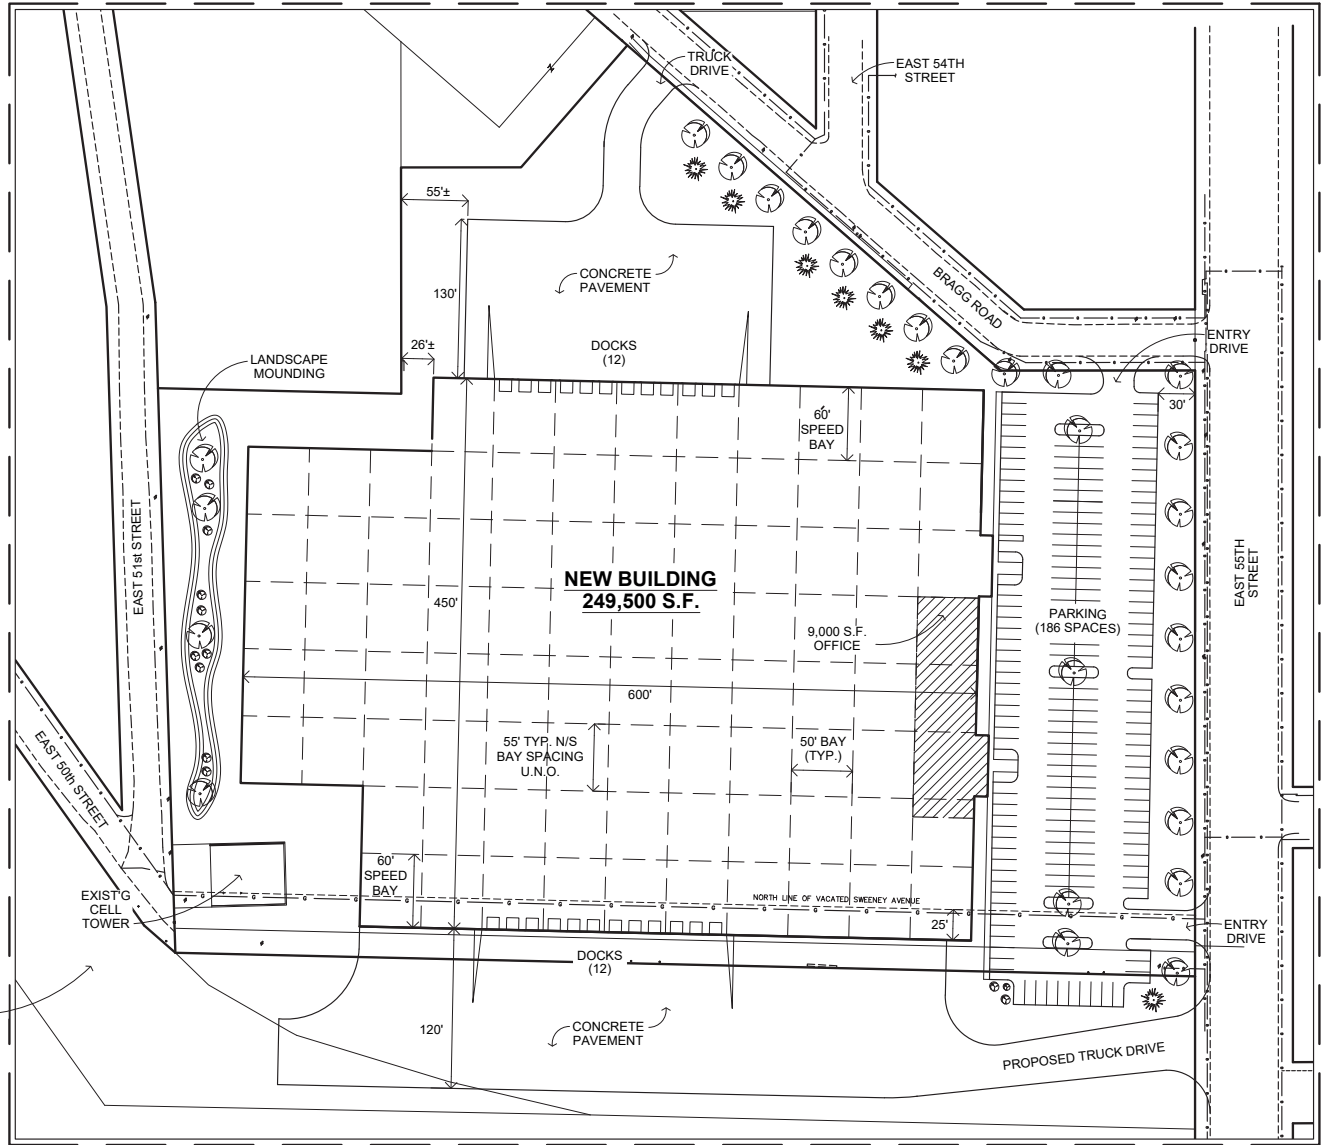 TRUCK
DRIVE
EAST 54TH
STREET
55'±
CONCRETE
PAVEMENT
BRAGG ROAD
130'
ENTRY
DRIVE
26'±
DOCKS
(12)
LANDSCAPE
MOUNDING
30'
60'
SPEED
BAY
EAST 51st STREET
NEW BUILDING
249,500 S.F.
450'
EAST 55TH
STREET
PARKING
(186 SPACES)
9,000 S.F.
OFFICE
600'
55' TYP. N/S
BAY SPACING
U.N.O.
50' BAY
(TYP.)
EAST 50th STREET
60'
SPEED
BAY
EXIST'G
CELL
TOWER
NORTH LINE OF VACATED SWEENEY AVENUE
25'
ENTRY
DRIVE
DOCKS
(12)
120'
CONCRETE
PAVEMENT
PROPOSED TRUCK DRIVE